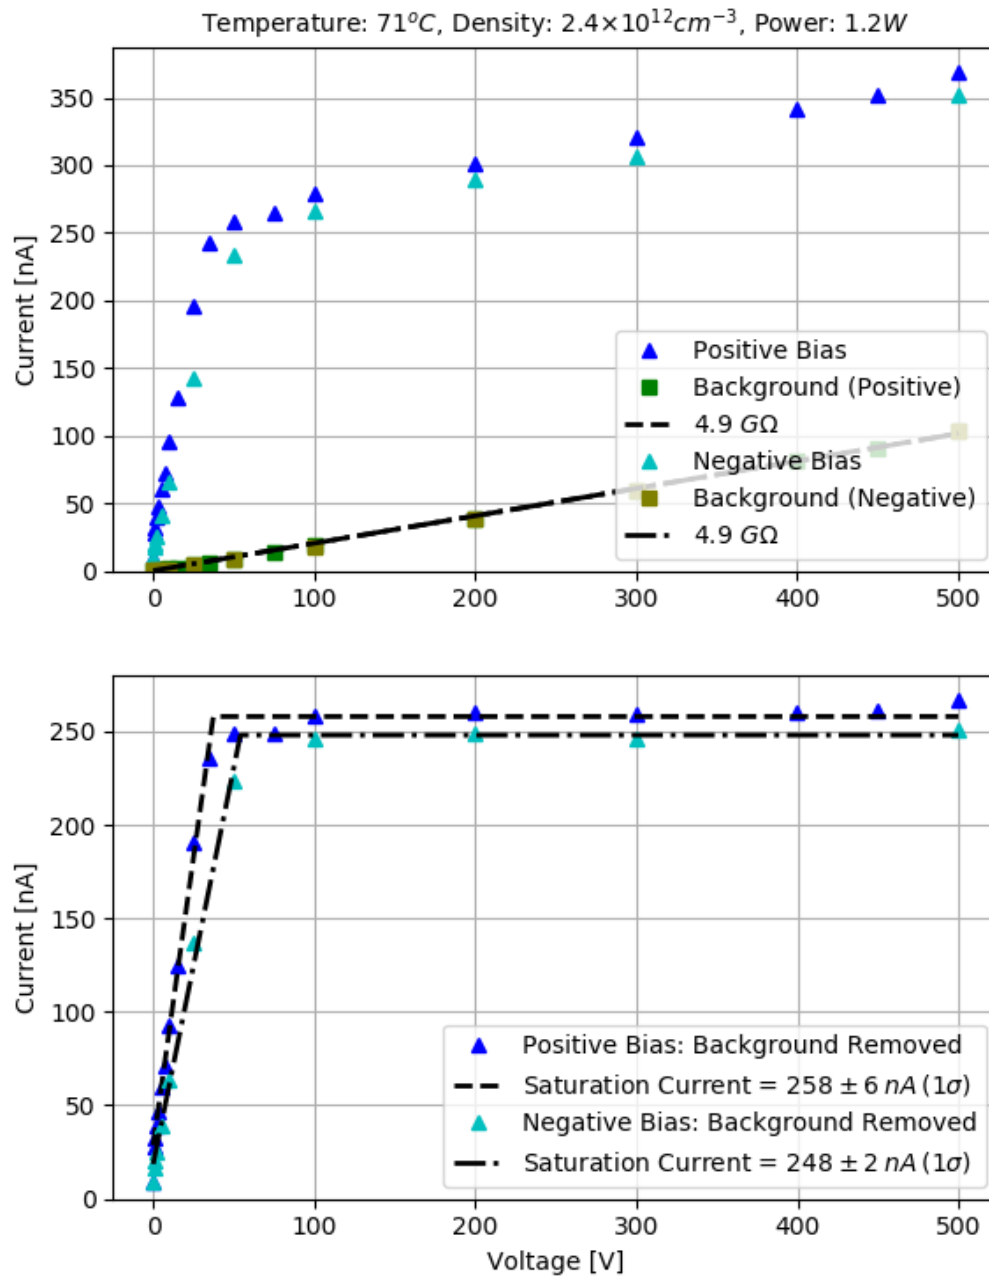 Temperature: 71°C, Density: 2.4×10¹²cm⁻³, Power: 1.2W
350
300
250
200
150
100
50
0
Current [nA]
Positive Bias
Background (Positive)
4.9 GΩ
Negative Bias
Background (Negative)
4.9 GΩ
0 100 200 300 400 500
250
200
150
100
50
0
Current [nA]
Positive Bias: Background Removed
Saturation Current = 258 ± 6 nA (1σ)
Negative Bias: Background Removed
Saturation Current = 248 ± 2 nA (1σ)
0 100 200 300 400 500
Voltage [V]